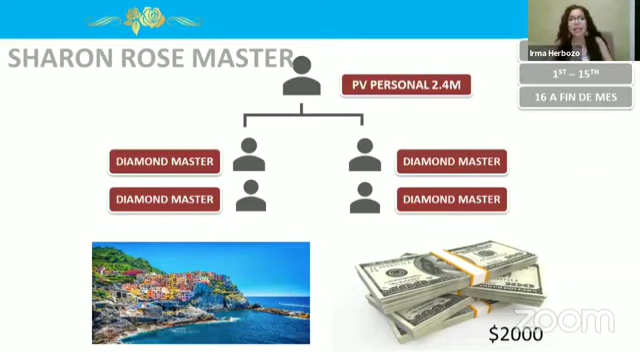 SHARON ROSE MASTER
Irma Herbozo
1ST – 15TH
16 A FIN DE MES
PV PERSONAL 2.4M
DIAMOND MASTER
DIAMOND MASTER
DIAMOND MASTER
DIAMOND MASTER
$2000
zoom